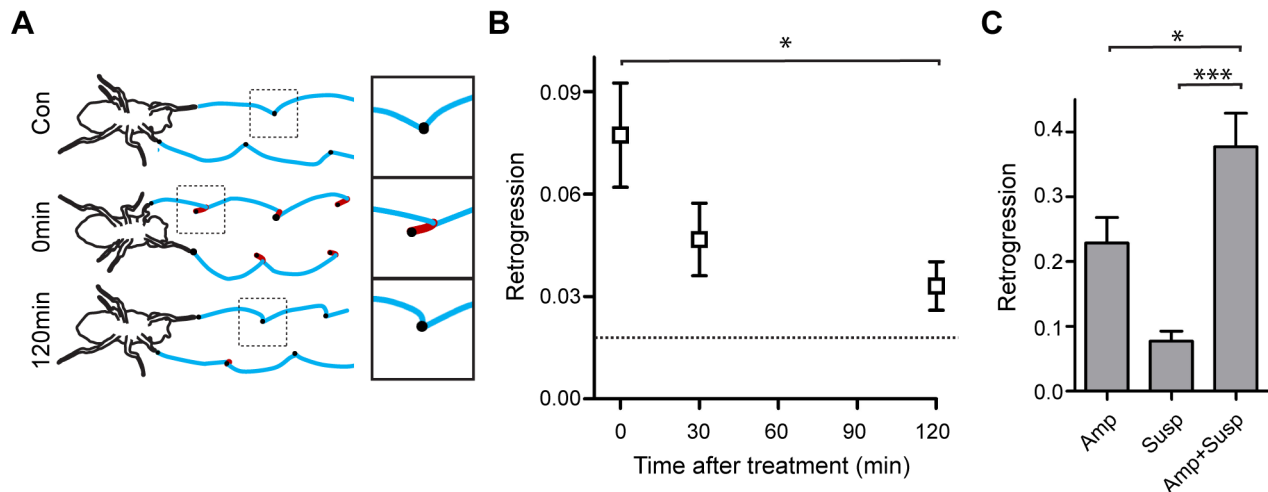 A
Con
0min
120min
B
*
Retrogression
0.09
0.06
0.03
0.00
0
30
60
90
120
Time after treatment (min)
C
*
***
Retrogression
0.4
0.3
0.2
0.1
0.0
Amp
Susp
Amp+Susp